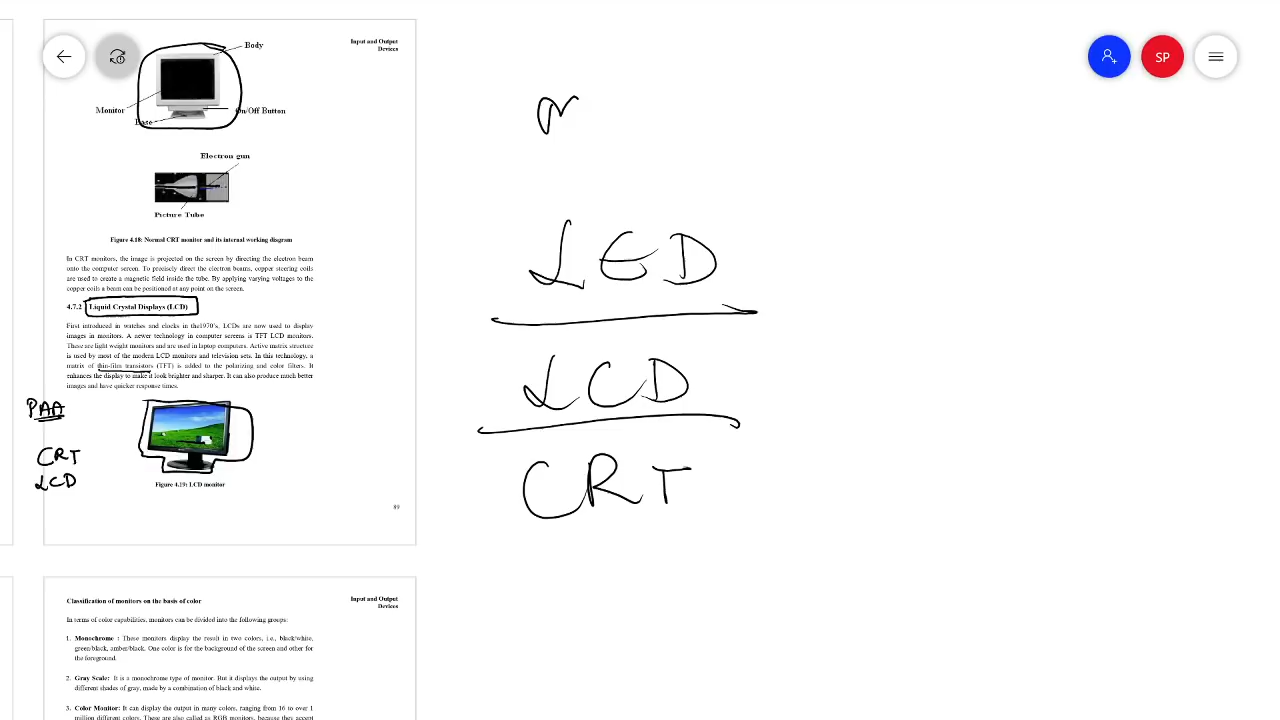 Input and Output
Devices
SP
Body
Monitor
On/Off Button
Base
Electron gun
Picture Tube
Figure 4.18: Normal CRT monitor and its internal working diagram
In CRT monitors, the image is projected on the screen by directing the electron beam
onto the computer screen. To precisely direct the electron beams, copper steering coils
are used to create a magnetic field inside the tube. By applying varying voltages to the
copper coils a beam can be positioned at any point on the screen.
4.7.2 Liquid Crystal Displays (LCD)
First introduced in watches and clocks in the1970's, LCDs are now used to display
images in monitors. A newer technology in computer screens is TFT LCD monitors.
These are light weight monitors and are used in laptop computers. Active matrix structure
is used by most of the modern LCD monitors and television sets. In this technology, a
matrix of thin-film transistors (TFT) is added to the polarizing and color filters. It
enhances the display to make it look brighter and sharper. It can also produce much better
images and have quicker response times.
PAA
CRT
LCD
Figure 4.19: LCD monitor
89
LED
LCD
CRT
Input and Output
Devices
Classification of monitors on the basis of color
In terms of color capabilities, monitors can be divided into the following groups:
1. Monochrome : These monitors display the result in two colors, i.e., black/white,
green/black, amber/black. One color is for the background of the screen and other for
the foreground.
2. Gray Scale: It is a monochrome type of monitor. But it displays the output by using
different shades of gray, made by a combination of black and white.
3. Color Monitor: It can display the output in many colors, ranging from 16 to over 1
million different colors. These are also called as RGB monitors, because they accept